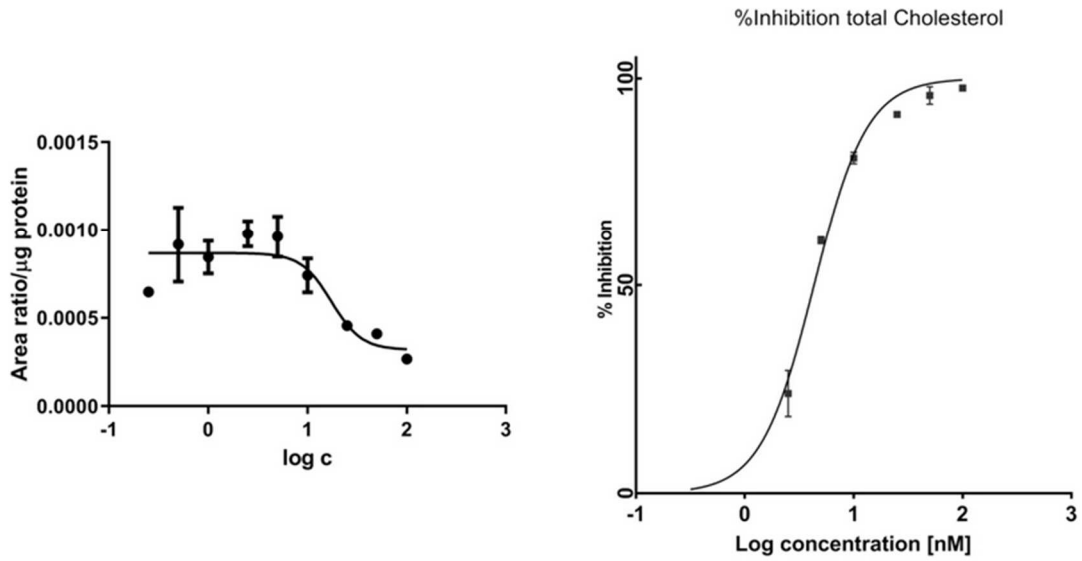 0.0015
0.0010
0.0005
0.0000
Area ratio/μg protein
-1 0 1 2 3
log c
%Inhibition total Cholesterol
100
50
0
% Inhibition
-1 0 1 2 3
Log concentration [nM]